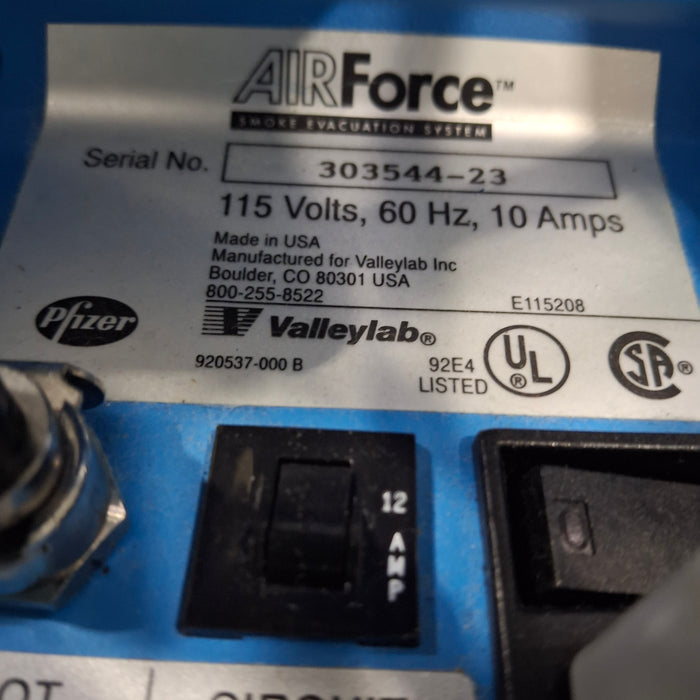 AIRForce™
SMOKE EVACUATION SYSTEM
Serial No. 303544-23
115 Volts, 60 Hz, 10 Amps
Made in USA
Manufactured for Valleylab Inc
Boulder, CO 80301 USA
800-255-8522
E115208
Pfizer
Valleylab®
920537-000 B
92E4
LISTED
UL®
SA®
12
AMP
0